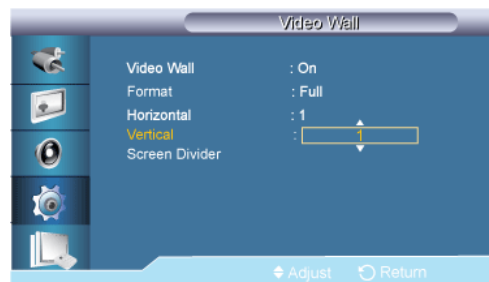 Video Wall
Video Wall : On
Format : Full
Horizontal : 1
Vertical : 1
Screen Divider
Adjust Return